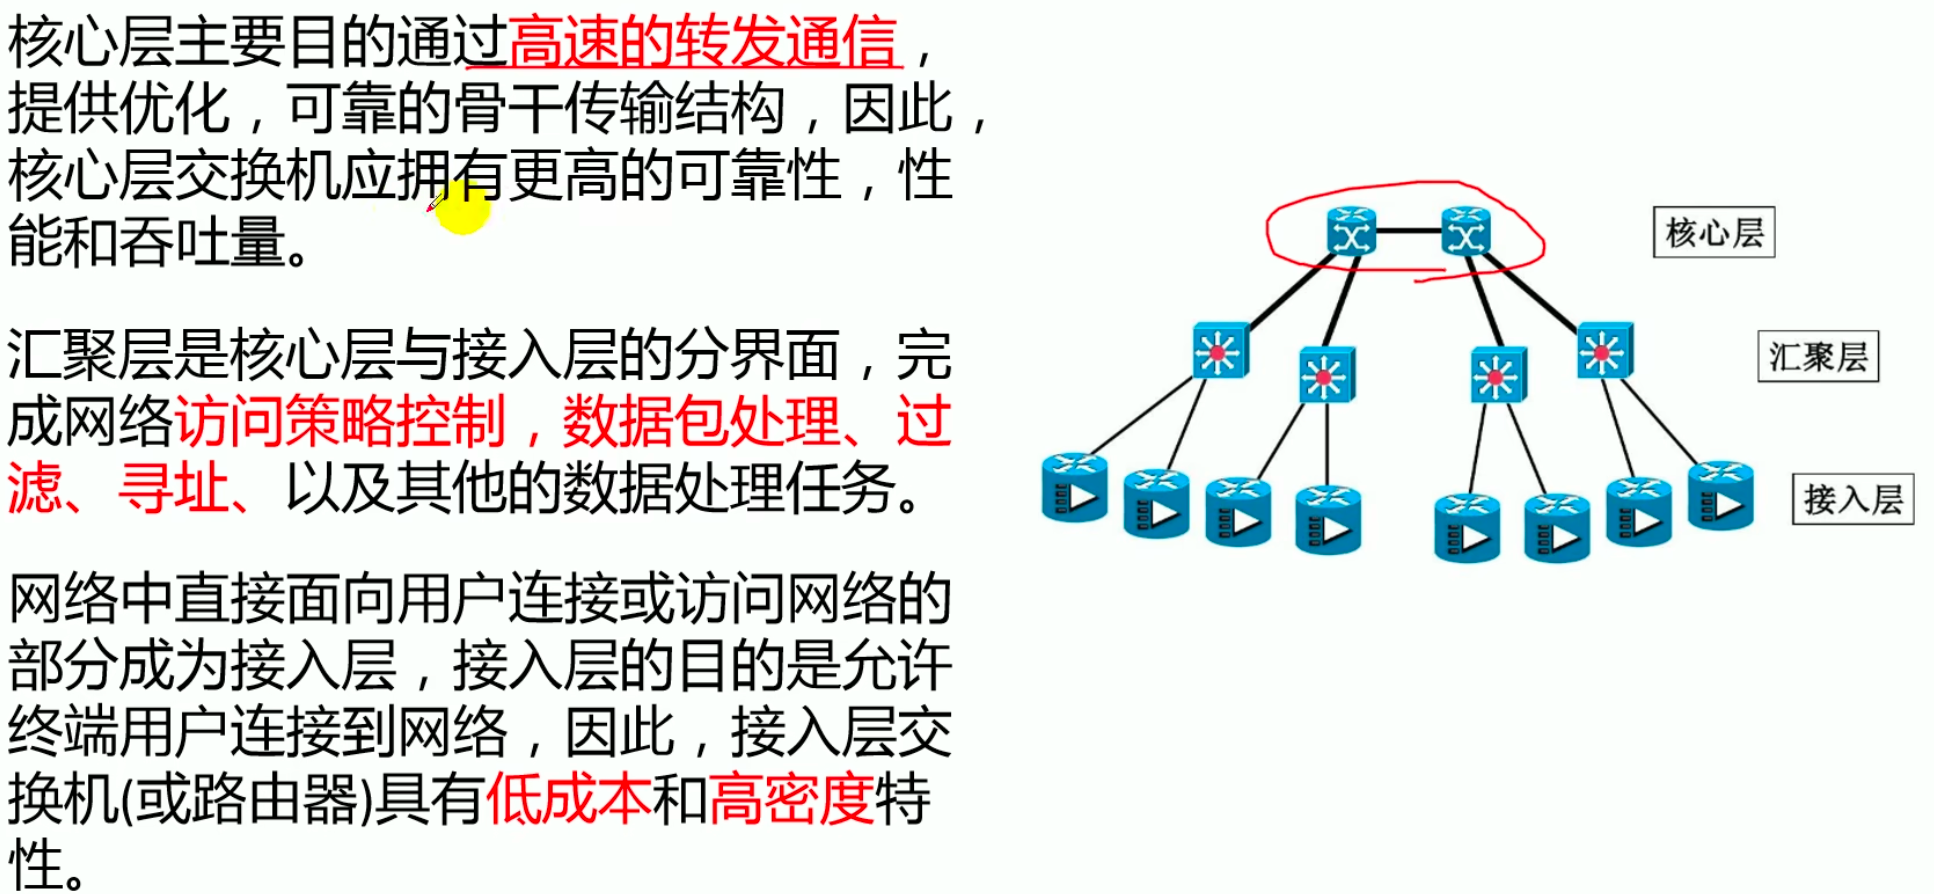 核心层主要目的通过高速的转发通信，
提供优化，可靠的骨干传输结构，因此，
核心层交换机应拥有更高的可靠性，性
能和吞吐量。
汇聚层是核心层与接入层的分界面，完
成网络访问策略控制，数据包处理、过
滤、寻址、以及其他的数据处理任务。
网络中直接面向用户连接或访问网络的
部分成为接入层，接入层的目的是允许
终端用户连接到网络，因此，接入层交
换机(或路由器)具有低成本和高密度特
性。
核心层
汇聚层
接入层